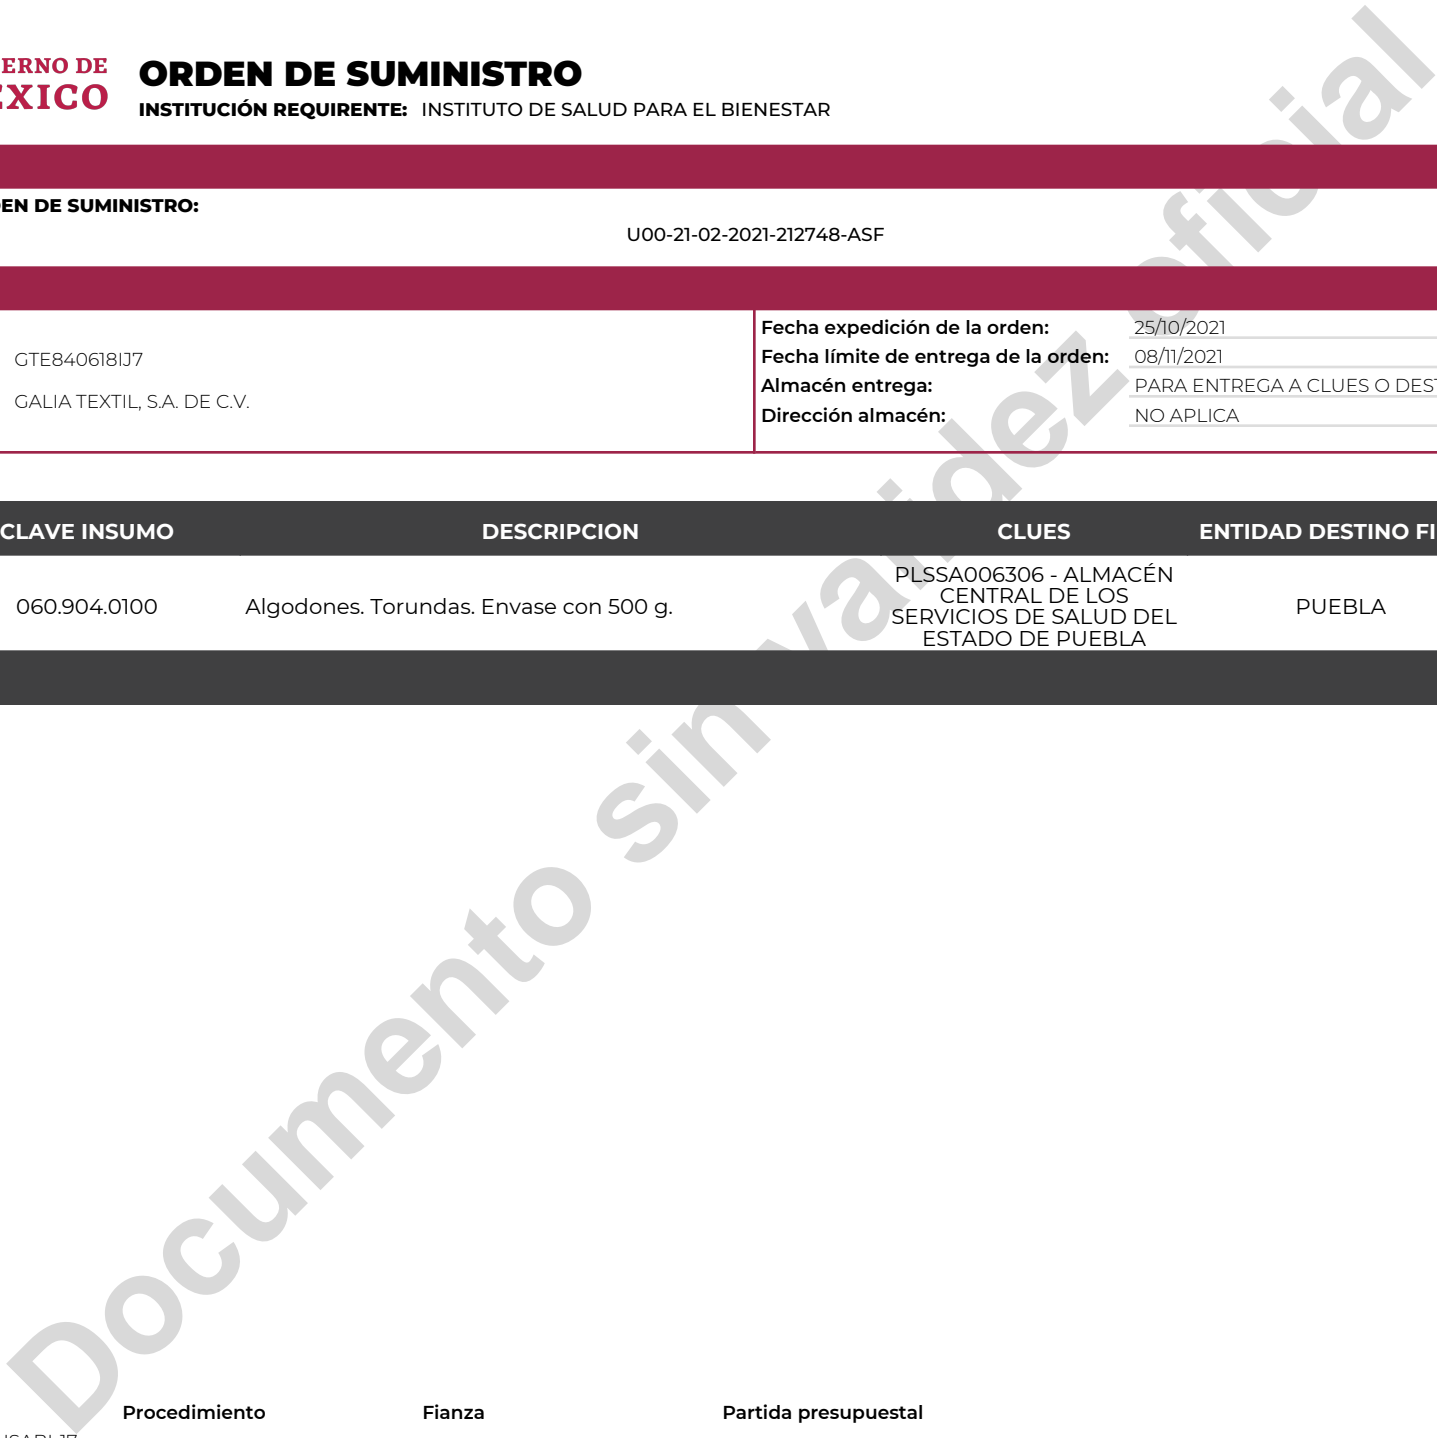 ERNO DE
EXICO
ORDEN DE SUMINISTRO
INSTITUCIÓN REQUIRENTE: INSTITUTO DE SALUD PARA EL BIENESTAR
EN DE SUMINISTRO:
U00-21-02-2021-212748-ASF
GTE840618IJ7
GALIA TEXTIL, S.A. DE C.V.
Fecha expedición de la orden: 25/10/2021
Fecha límite de entrega de la orden: 08/11/2021
Almacén entrega: PARA ENTREGA A CLUES O DEST
Dirección almacén: NO APLICA
CLAVE INSUMO DESCRIPCION CLUES ENTIDAD DESTINO FI
060.904.0100 Algodones. Torundas. Envase con 500 g. PLSSA006306 - ALMACÉN
CENTRAL DE LOS
SERVICIOS DE SALUD DEL
ESTADO DE PUEBLA
PUEBLA
Documento sin validez oficial
Procedimiento Fianza Partida presupuestal